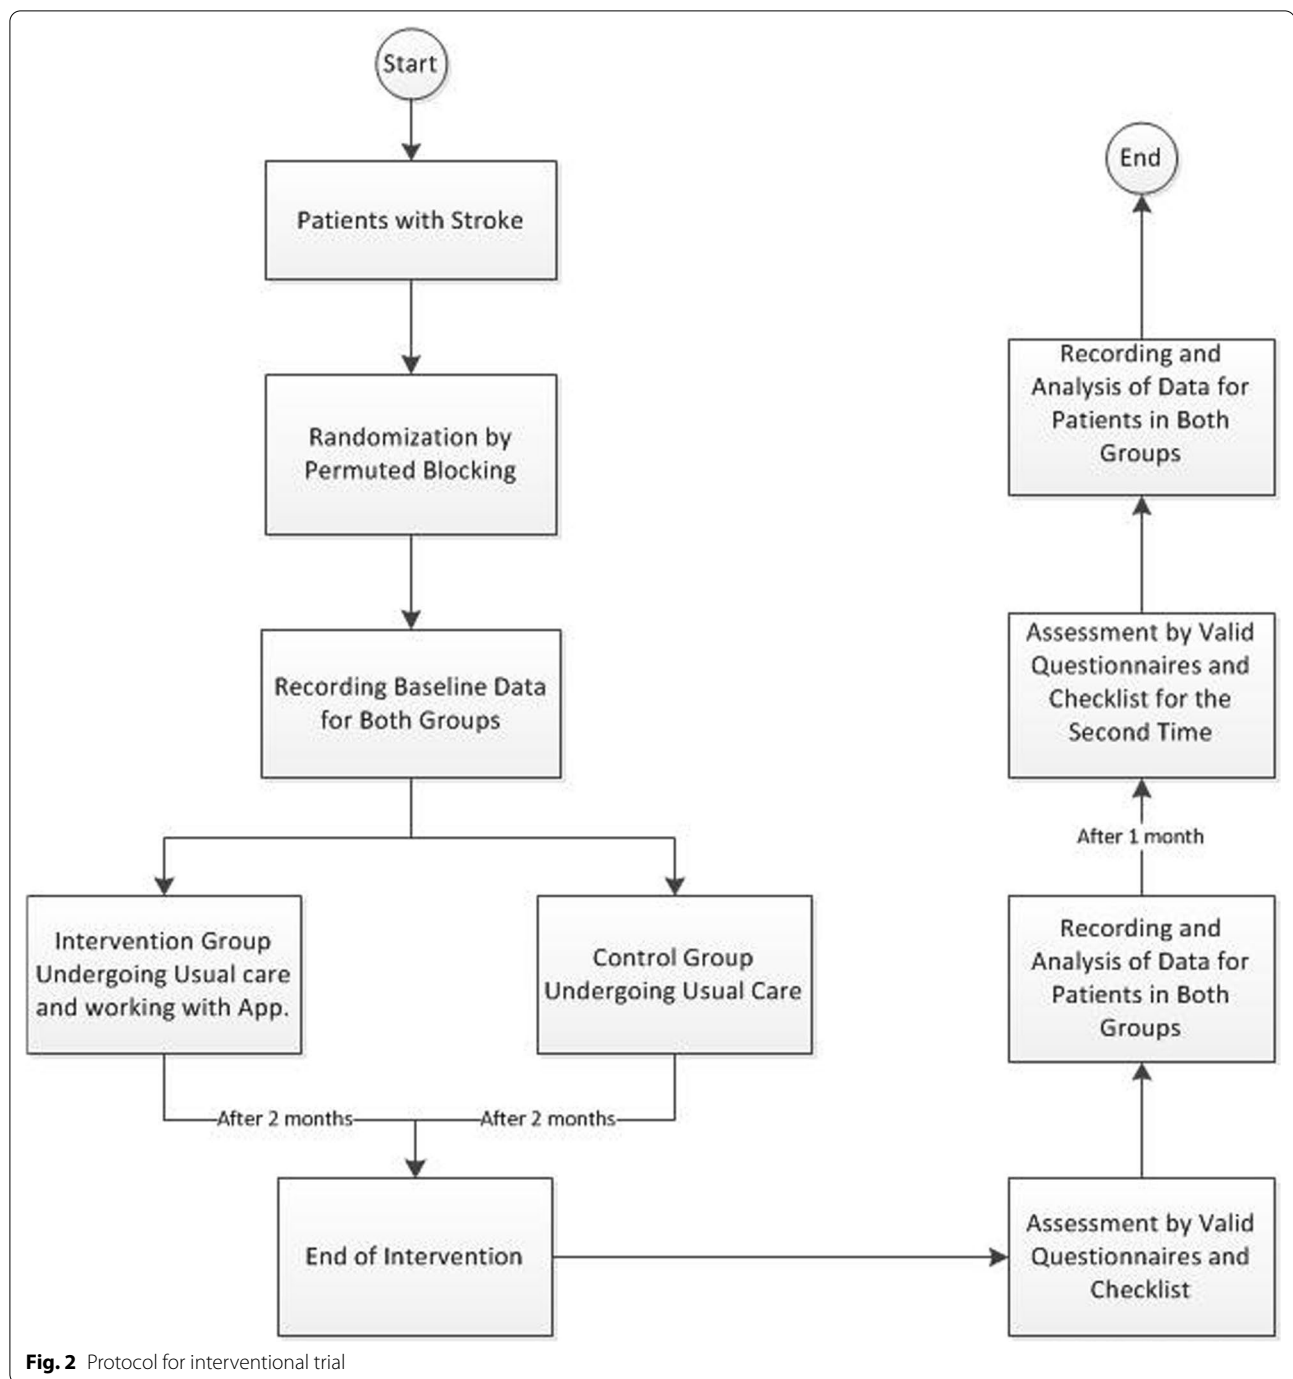 Start
Patients with Stroke
Randomization by
Permuted Blocking
Recording Baseline Data
for Both Groups
Intervention Group
Undergoing Usual care
and working with App.
Control Group
Undergoing Usual Care
After 2 months
After 2 months
End of Intervention
Assessment by Valid
Questionnaires and
Checklist
Recording and
Analysis of Data for
Patients in Both
Groups
After 1 month
Assessment by Valid
Questionnaires and
Checklist for the
Second Time
Recording and
Analysis of Data for
Patients in Both
Groups
End
Fig. 2 Protocol for interventional trial